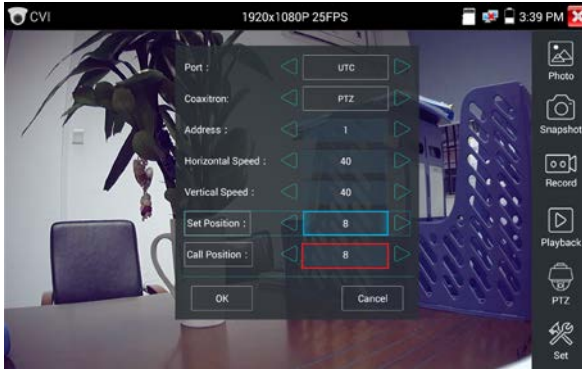 CVI
1920x1080P 25FPS
3:39 PM
Port :
UTC
Coaxitron:
PTZ
Address :
1
Horizontal Speed :
40
Vertical Speed :
40
Set Position :
8
Call Position :
8
OK
Cancel
Photo
Snapshot
Record
Playback
PTZ
Set